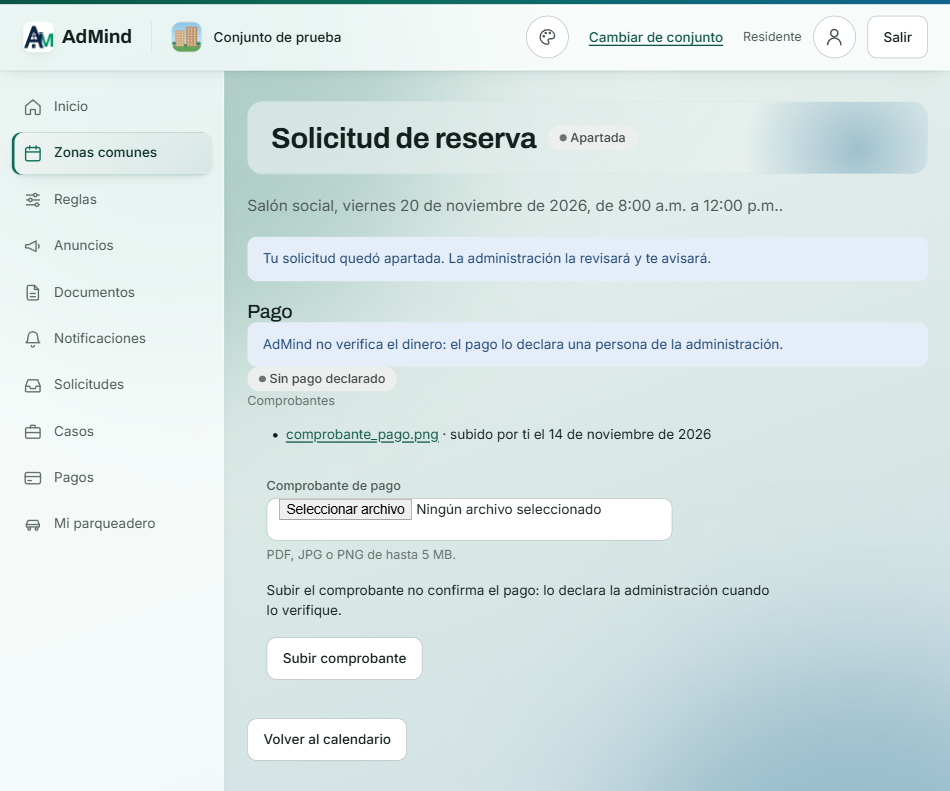 AM AdMind
Conjunto de prueba
Cambiar de conjunto
Residente
Salir
Inicio
Zonas comunes
Reglas
Anuncios
Documentos
Notificaciones
Solicitudes
Casos
Pagos
Mi parqueadero
Solicitud de reserva
Apartada
Salón social, viernes 20 de noviembre de 2026, de 8:00 a.m. a 12:00 p.m..
Tu solicitud quedó apartada. La administración la revisará y te avisará.
Pago
AdMind no verifica el dinero: el pago lo declara una persona de la administración.
Sin pago declarado
Comprobantes
• comprobante_pago.png · subido por ti el 14 de noviembre de 2026
Comprobante de pago
Seleccionar archivo Ningún archivo seleccionado
PDF, JPG o PNG de hasta 5 MB.
Subir el comprobante no confirma el pago: lo declara la administración cuando
lo verifique.
Subir comprobante
Volver al calendario